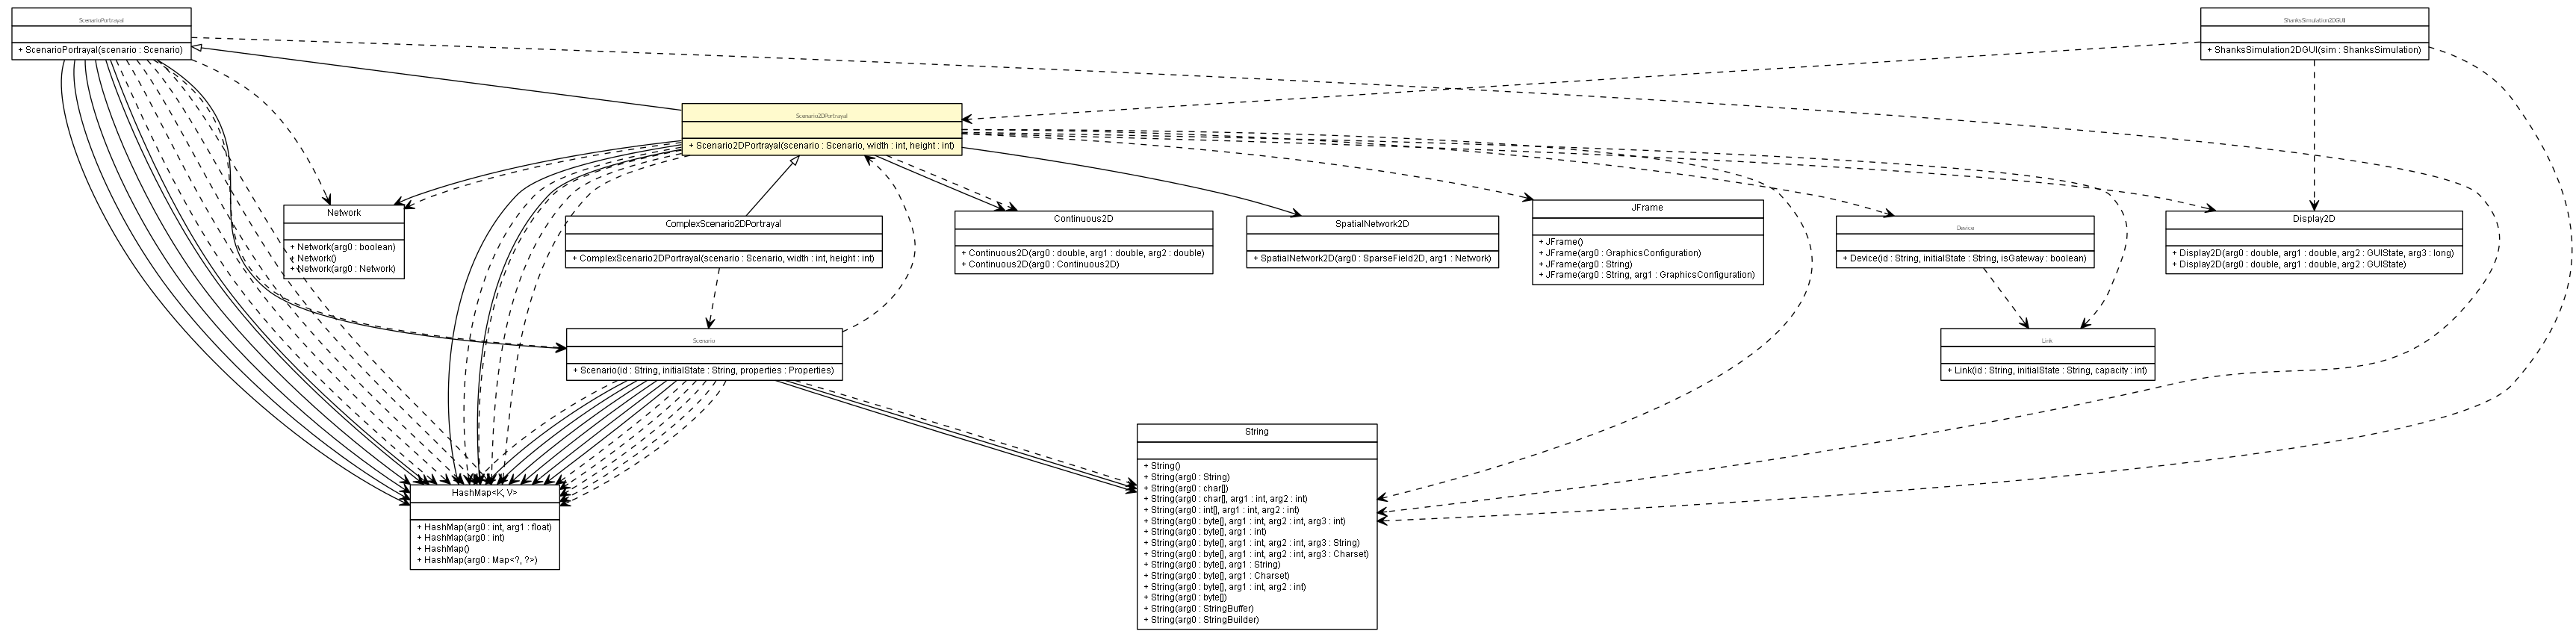 ScenarioPortrayal
+ ScenarioPortrayal(scenario : Scenario)
ShanksSimulation2DGUI
+ ShanksSimulation2DGUI(sim : ShanksSimulation)
Scenario2DPortrayal
+ Scenario2DPortrayal(scenario : Scenario, width : int, height : int)
Network
+ Network(arg0 : boolean)
+ Network()
+ Network(arg0 : Network)
ComplexScenario2DPortrayal
+ ComplexScenario2DPortrayal(scenario : Scenario, width : int, height : int)
Continuous2D
+ Continuous2D(arg0 : double, arg1 : double, arg2 : double)
+ Continuous2D(arg0 : Continuous2D)
SpatialNetwork2D
+ SpatialNetwork2D(arg0 : SparseField2D, arg1 : Network)
JFrame
+ JFrame()
+ JFrame(arg0 : GraphicsConfiguration)
+ JFrame(arg0 : String)
+ JFrame(arg0 : String, arg1 : GraphicsConfiguration)
Device
+ Device(id : String, initialState : String, isGateway : boolean)
Display2D
+ Display2D(arg0 : double, arg1 : double, arg2 : GUIState, arg3 : long)
+ Display2D(arg0 : double, arg1 : double, arg2 : GUIState)
Scenario
+ Scenario(id : String, initialState : String, properties : Properties)
Link
+ Link(id : String, initialState : String, capacity : int)
HashMap<K, V>
+ HashMap(arg0 : int, arg1 : float)
+ HashMap(arg0 : int)
+ HashMap()
+ HashMap(arg0 : Map<?, ?>)
String
+ String()
+ String(arg0 : String)
+ String(arg0 : char[])
+ String(arg0 : char[], arg1 : int, arg2 : int)
+ String(arg0 : int[], arg1 : int, arg2 : int)
+ String(arg0 : byte[], arg1 : int, arg2 : int, arg3 : int)
+ String(arg0 : byte[], arg1 : int)
+ String(arg0 : byte[], arg1 : int, arg2 : int, arg3 : String)
+ String(arg0 : byte[], arg1 : int, arg2 : int, arg3 : Charset)
+ String(arg0 : byte[], arg1 : String)
+ String(arg0 : byte[], arg1 : Charset)
+ String(arg0 : byte[], arg1 : int, arg2 : int)
+ String(arg0 : byte[])
+ String(arg0 : StringBuffer)
+ String(arg0 : StringBuilder)